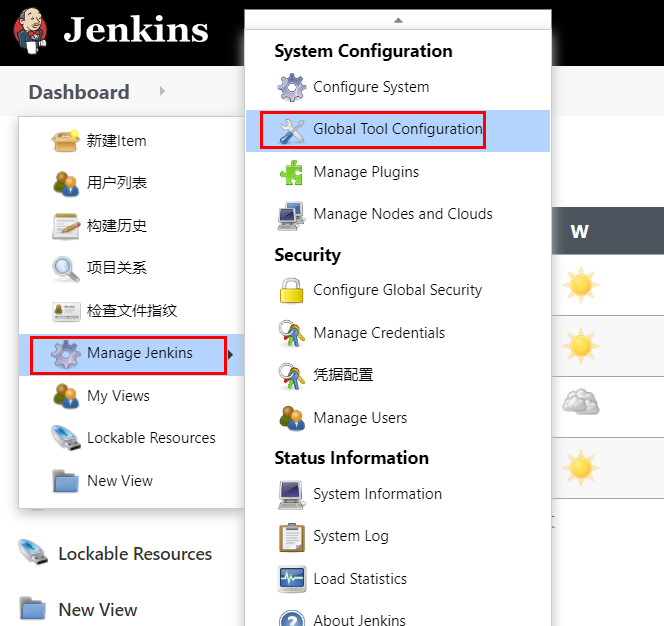 Jenkins
Dashboard
新建Item
用户列表
构建历史
项目关系
检查文件指纹
Manage Jenkins
My Views
Lockable Resources
New View
Lockable Resources
New View
System Configuration
Configure System
Global Tool Configuration
Manage Plugins
Manage Nodes and Clouds
Security
Configure Global Security
Manage Credentials
凭据配置
Manage Users
Status Information
System Information
System Log
Load Statistics
About Jenkins
W